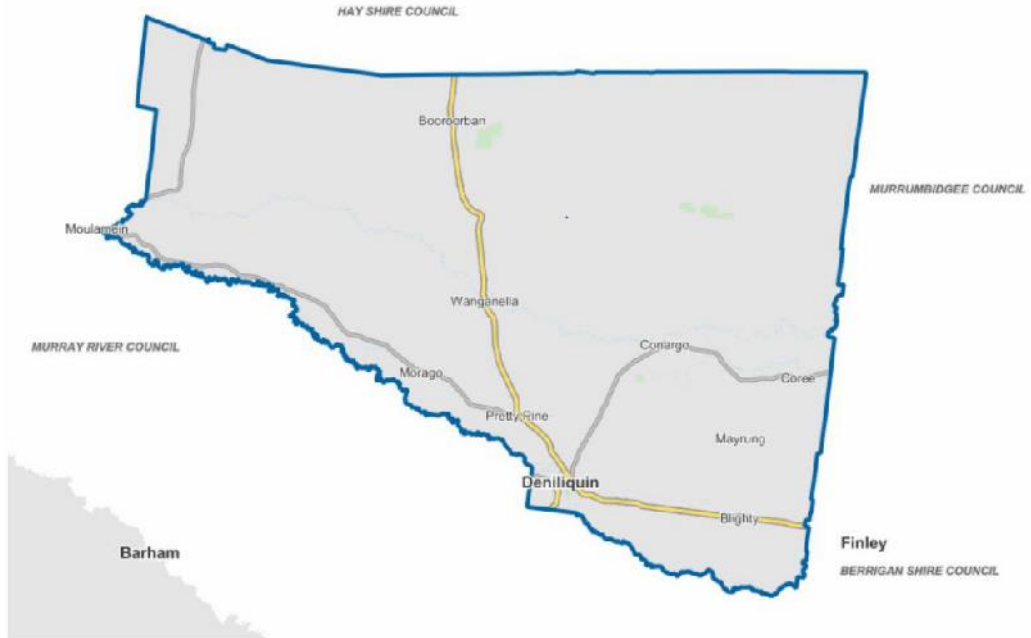 HAY SHIRE COUNCIL
Booroorban
MURRUMBIDGEE COUNCIL
Moulamein
Wanganella
MURRAY RIVER COUNCIL
Conargo
Morago
Coree
Pretty Pine
Mayrung
Deniliquin
Blighty
Finley
Barham
BERRIGAN SHIRE COUNCIL